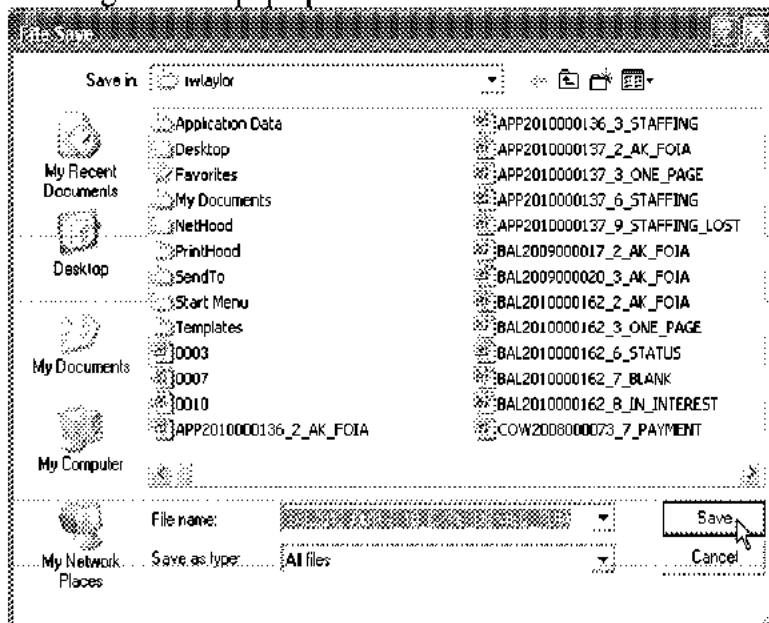 File Save
Save in:
My Recent Documents
Desktop
My Documents
My Computer
My Network Places
Application Data
Desktop
Favorites
My Documents
NetHood
PrintHood
SendTo
Start Menu
Templates
0003
0007
0010
APP2010000136_2_AK_FOIA
APP2010000136_3_STAFFING
APP2010000137_2_AK_FOIA
APP2010000137_3_ONE_PAGE
APP2010000137_6_STAFFING
APP2010000137_9_STAFFING_LOST
BAL2009000017_2_AK_FOIA
BAL2009000020_3_AK_FOIA
BAL2010000162_2_AK_FOIA
BAL2010000162_3_ONE_PAGE
BAL2010000162_6_STATUS
BAL2010000162_7_BLANK
BAL2010000162_8_IN_INTEREST
COW2008000073_7_PAYMENT
File name:
Save
Save as type:
All files
Cancel